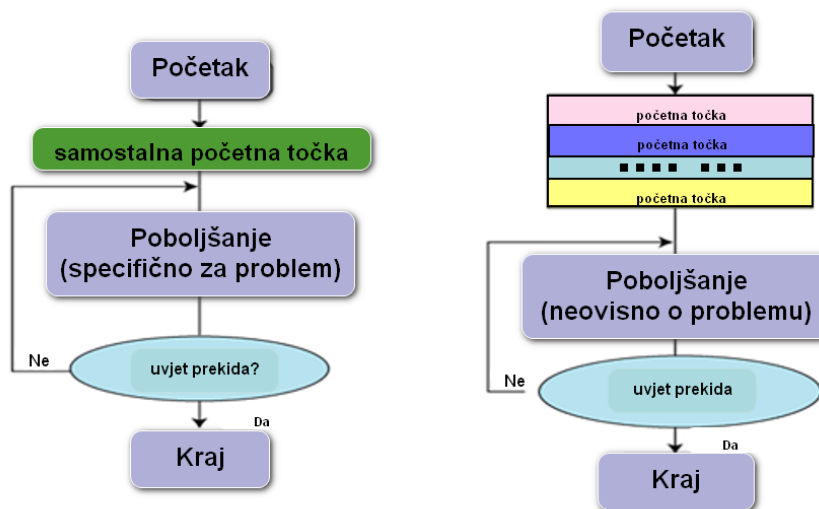 Početak
samostalna početna točka
Poboljšanje
(specifično za problem)
Ne
uvjet prekida?
Da
Kraj
Početak
početna točka
početna točka
početna točka
Poboljšanje
(neovisno o problemu)
Ne
uvjet prekida
Da
Kraj